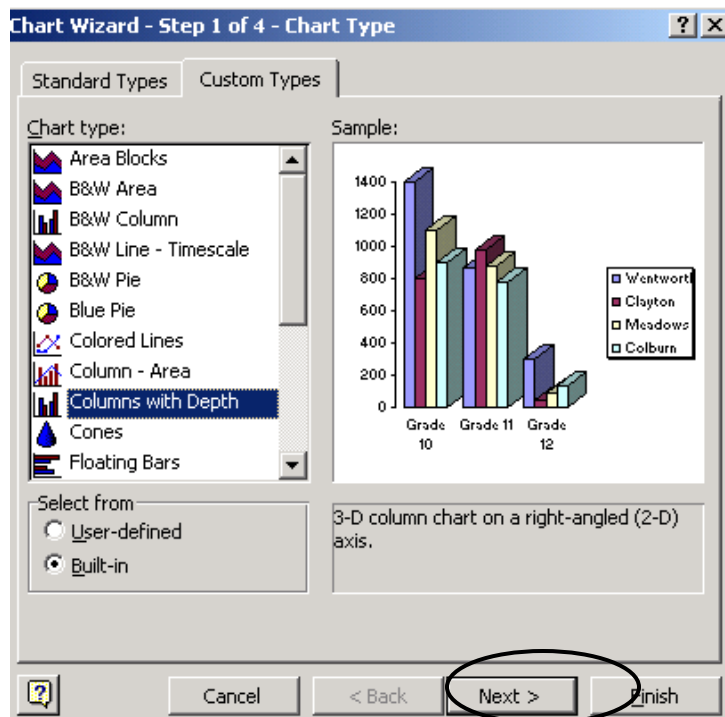 Chart Wizard - Step 1 of 4 - Chart Type
? X
Standard Types
Custom Types
Chart type:
Area Blocks
B&W Area
B&W Column
B&W Line - Timescale
B&W Pie
Blue Pie
Colored Lines
Column - Area
Columns with Depth
Cones
Floating Bars
Sample:
1400
1200
1000
800
600
400
200
0
Grade 10
Grade 11
Grade 12
Wentworth
Clayton
Meadows
Colburn
Select from
User-defined
Built-in
3-D column chart on a right-angled (2-D)
axis.
?
Cancel
< Back
Next >
Finish